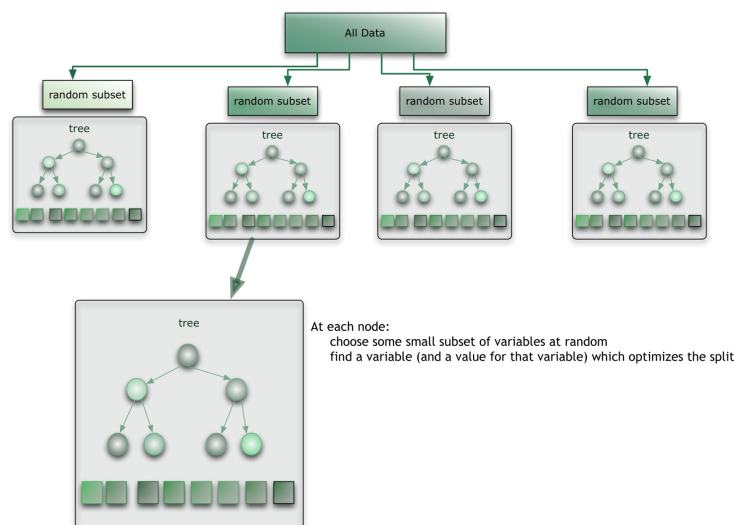 All Data
random subset
random subset
random subset
random subset
tree
tree
tree
tree
tree
At each node:
choose some small subset of variables at random
find a variable (and a value for that variable) which optimizes the split